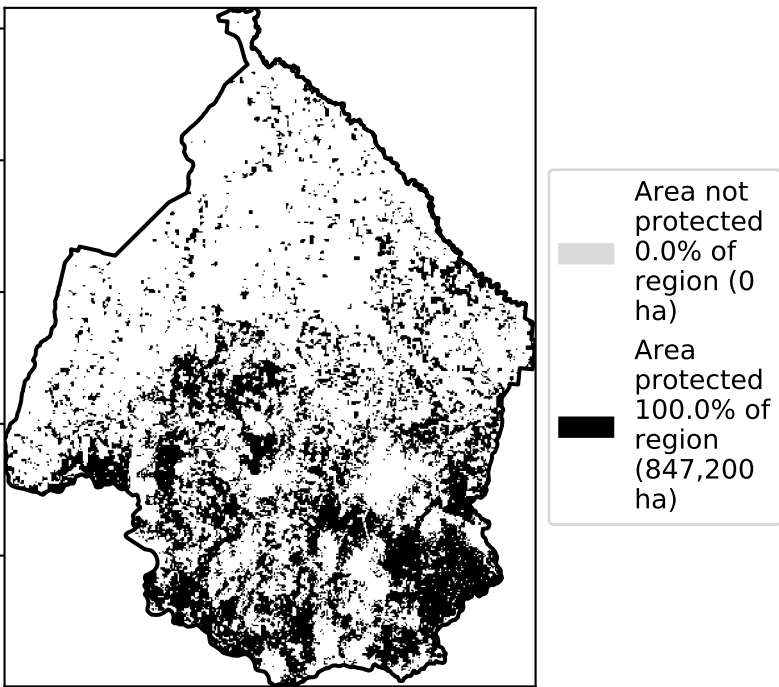 Area not
protected
0.0% of
region (0
ha)
Area
protected
100.0% of
region
(847,200
ha)